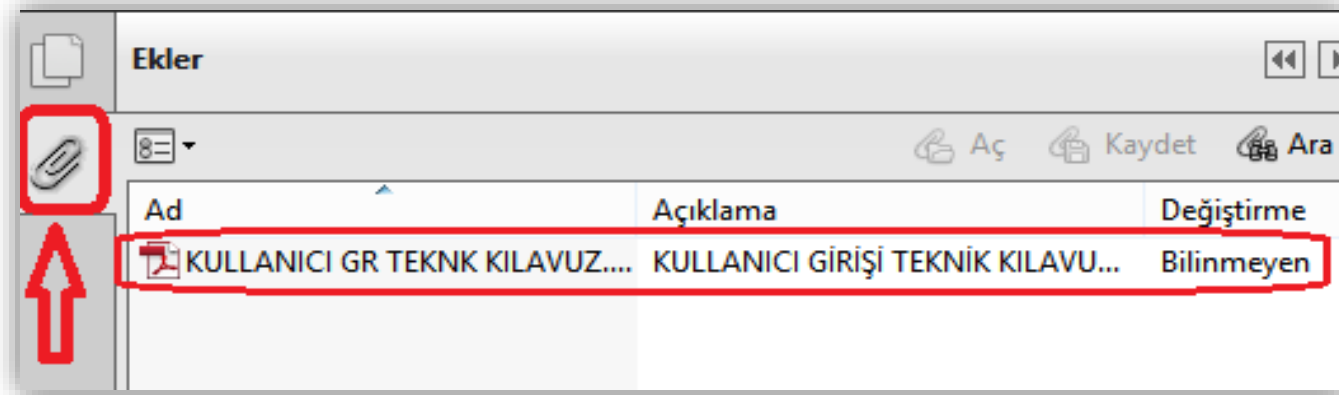 Ekler
Aç Kaydet Ara
Ad Açıklama Değiştirme
KULLANICI GR TEKNK KILAVUZ.... KULLANICI GİRİŞİ TEKNİK KILAVU... Bilinmeyen